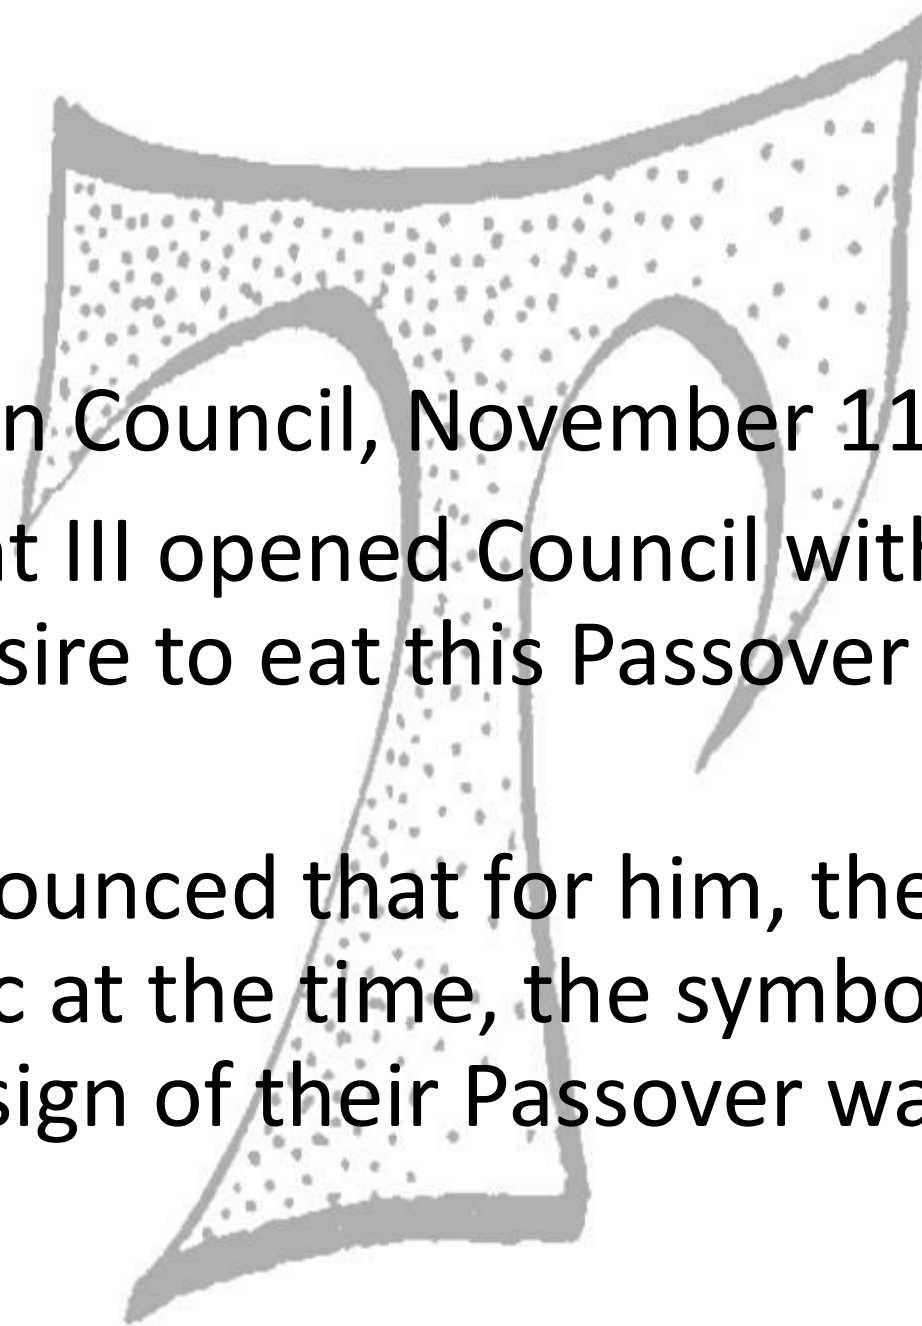 n Council, November 11
t III opened Council with
sire to eat this Passover
ounced that for him, the
c at the time, the symbo
sign of their Passover wa